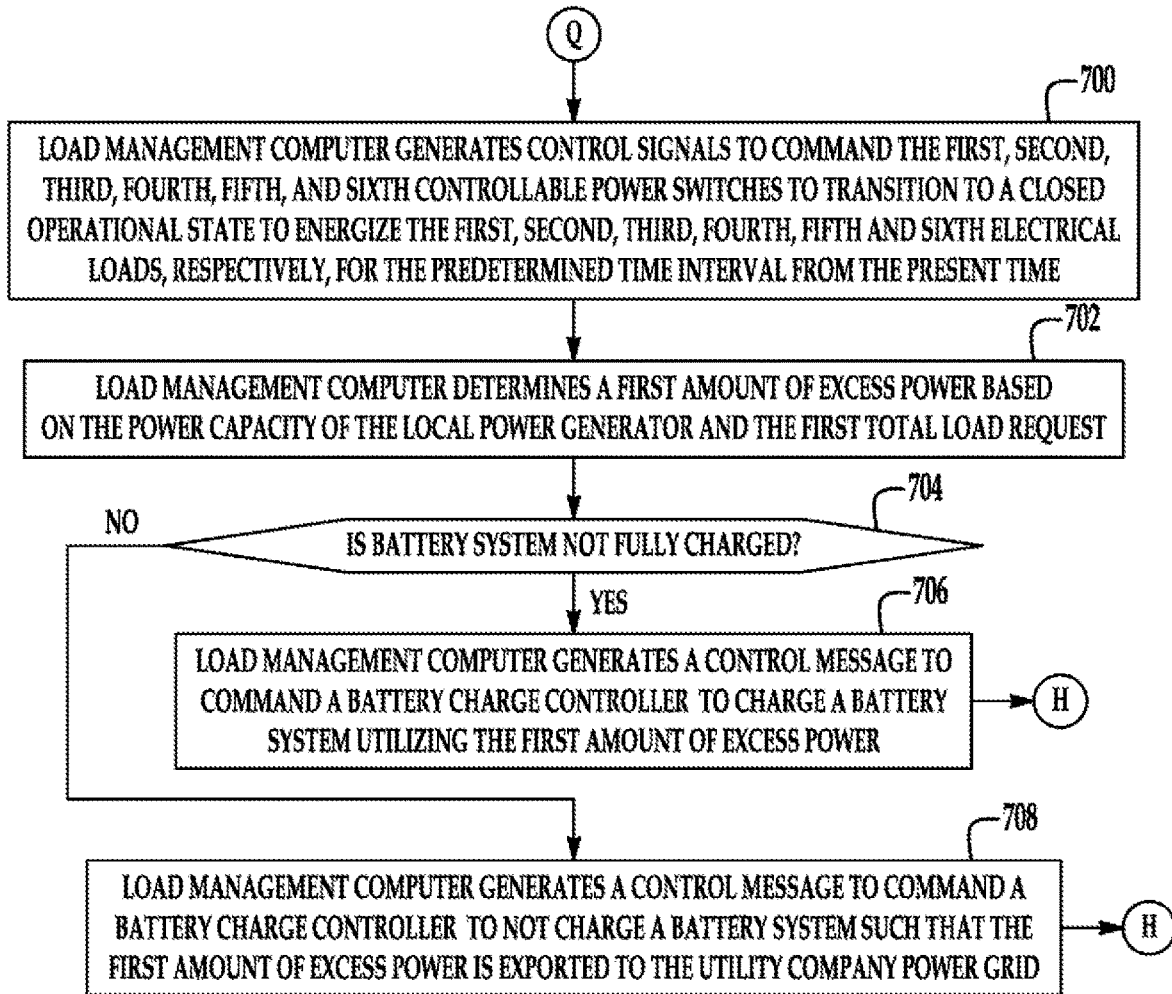 Q
700
LOAD MANAGEMENT COMPUTER GENERATES CONTROL SIGNALS TO COMMAND THE FIRST, SECOND,
THIRD, FOURTH, FIFTH, AND SIXTH CONTROLLABLE POWER SWITCHES TO TRANSITION TO A CLOSED
OPERATIONAL STATE TO ENERGIZE THE FIRST, SECOND, THIRD, FOURTH, FIFTH AND SIXTH ELECTRICAL
LOADS, RESPECTIVELY, FOR THE PREDETERMINED TIME INTERVAL FROM THE PRESENT TIME
702
LOAD MANAGEMENT COMPUTER DETERMINES A FIRST AMOUNT OF EXCESS POWER BASED
ON THE POWER CAPACITY OF THE LOCAL POWER GENERATOR AND THE FIRST TOTAL LOAD REQUEST
704
NO
IS BATTERY SYSTEM NOT FULLY CHARGED?
YES
706
LOAD MANAGEMENT COMPUTER GENERATES A CONTROL MESSAGE TO
COMMAND A BATTERY CHARGE CONTROLLER TO CHARGE A BATTERY
SYSTEM UTILIZING THE FIRST AMOUNT OF EXCESS POWER
H
708
LOAD MANAGEMENT COMPUTER GENERATES A CONTROL MESSAGE TO COMMAND A
BATTERY CHARGE CONTROLLER TO NOT CHARGE A BATTERY SYSTEM SUCH THAT THE
FIRST AMOUNT OF EXCESS POWER IS EXPORTED TO THE UTILITY COMPANY POWER GRID
H